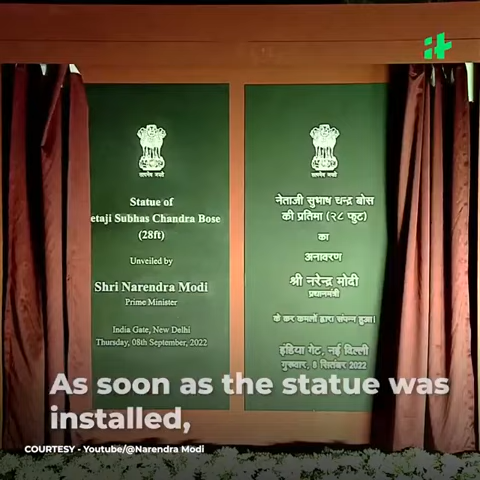 सत्यमेव जयते
Statue of
etaji Subhas Chandra Bose
(28ft)
Unveiled by
Shri Narendra Modi
Prime Minister
India Gate, New Delhi
Thursday, 08th September, 2022
सत्यमेव जयते
नेताजी सुभाष चन्द्र बोस
की प्रतिमा (२८ फुट)
का
अनावरण
श्री नरेन्द्र मोदी
प्रधानमंत्री
के कर कमलों द्वारा संपन्न हुआ।
इंडिया गेट, नई दिल्ली
गुरुवार, 8 सितंबर 2022
As soon as the statue was
installed,
COURTESY - Youtube/@Narendra Modi